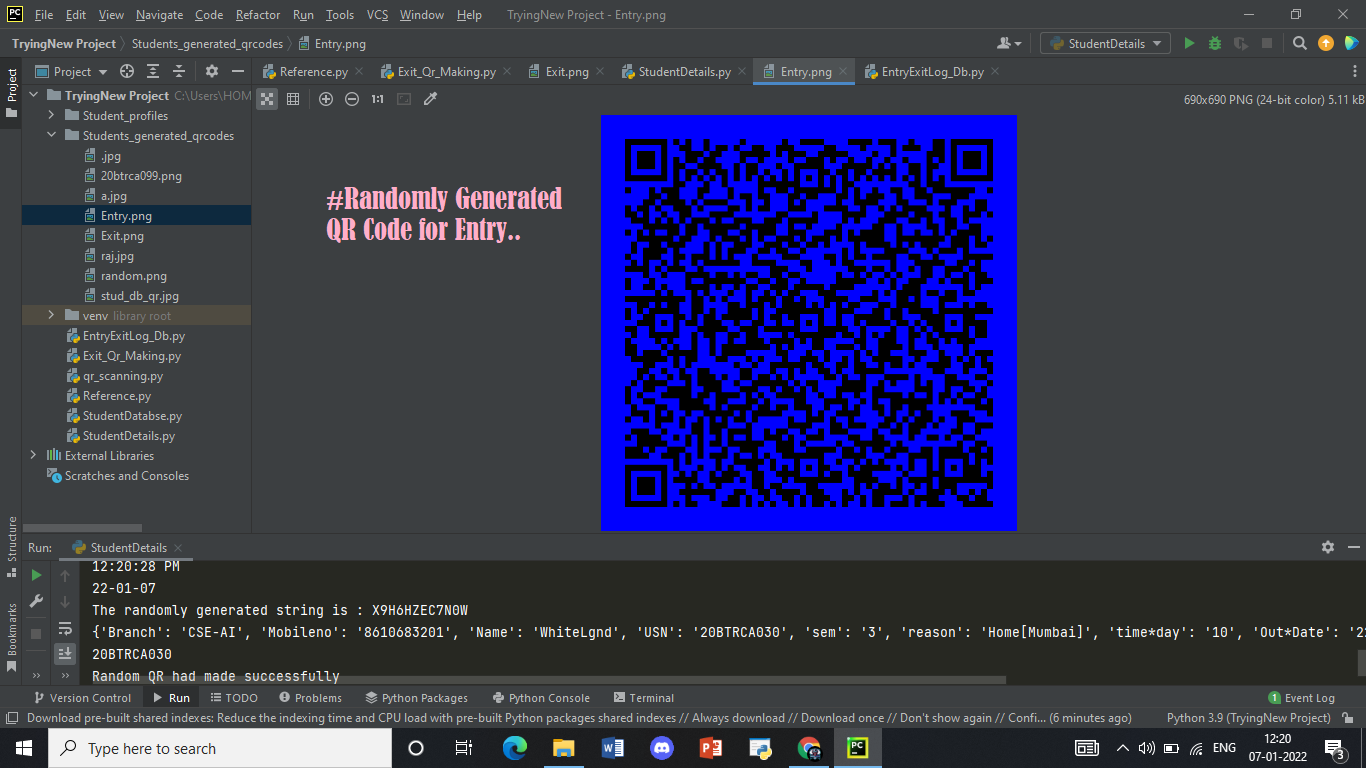 File Edit View Navigate Code Refactor Run Tools VCS Window Help TryingNew Project - Entry.png
TryingNew Project Students_generated_qrcodes Entry.png
StudentDetails
Project
Project
Reference.py Exit_Qr_Making.py Exit.png StudentDetails.py Entry.png EntryExitLog_Db.py
TryingNew Project C:\Users\HOM
1:1
690x690 PNG (24-bit color) 5.11 kB
Student_profiles
Students_generated_qrcodes
.jpg
20btrca099.png
a.jpg
Entry.png
Exit.png
raj.jpg
random.png
stud_db_qr.jpg
venv library root
EntryExitLog_Db.py
Exit_Qr_Making.py
qr_scanning.py
Reference.py
StudentDatabse.py
StudentDetails.py
External Libraries
Scratches and Consoles
#Randomly Generated
QR Code for Entry..
Structure
Bookmarks
Run: StudentDetails
12:20:28 PM
22-01-07
The randomly generated string is : X9H6HZEC7N0W
{'Branch': 'CSE-AI', 'Mobileno': '8610683201', 'Name': 'WhiteLgnd', 'USN': '20BTRCA030', 'sem': '3', 'reason': 'Home[Mumbai]', 'time*day': '10', 'Out*Date': '2
20BTRCA030
Random QR had made successfully
Version Control Run TODO Problems Python Packages Python Console Terminal 1 Event Log
Download pre-built shared indexes: Reduce the indexing time and CPU load with pre-built Python packages shared indexes // Always download // Download once // Don't show again // Confi... (6 minutes ago) Python 3.9 (TryingNew Project)
Type here to search
ENG
12:20
07-01-2022
3